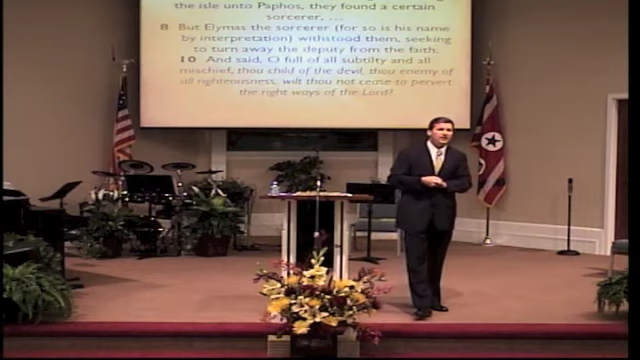 the isle unto Paphos, they found a certain
sorcerer, ...
8 But Elymas the sorcerer (for so is his name
by interpretation) withstood them, seeking
to turn away the deputy from the faith.
10 And said, O full of all subtilty and all
mischief, thou child of the devil, thou enemy of
all righteousness, wilt thou not cease to pervert
the right ways of the Lord?